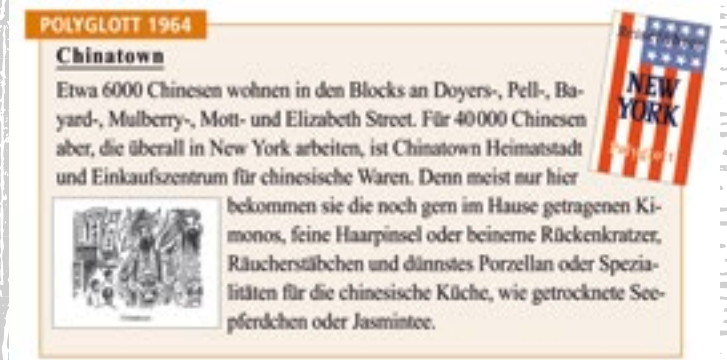 POLYGLOTT 1964
Chinatown
Etwa 6000 Chinesen wohnen in den Blocks an Doyers-, Pell-, Ba-
yard-, Mulberry-, Mott- und Elizabeth Street. Für 40000 Chinesen
aber, die überall in New York arbeiten, ist Chinatown Heimatstadt
und Einkaufszentrum für chinesische Waren. Denn meist nur hier
bekommen sie die noch gern im Hause getragenen Ki-
monos, feine Haarpinsel oder beinerne Rückenkratzer,
Räucherstäbchen und dünnstes Porzellan oder Spezia-
litäten für die chinesische Küche, wie getrocknete See-
pferdchen oder Jasmintee.
NEW
YORK
Polyglott